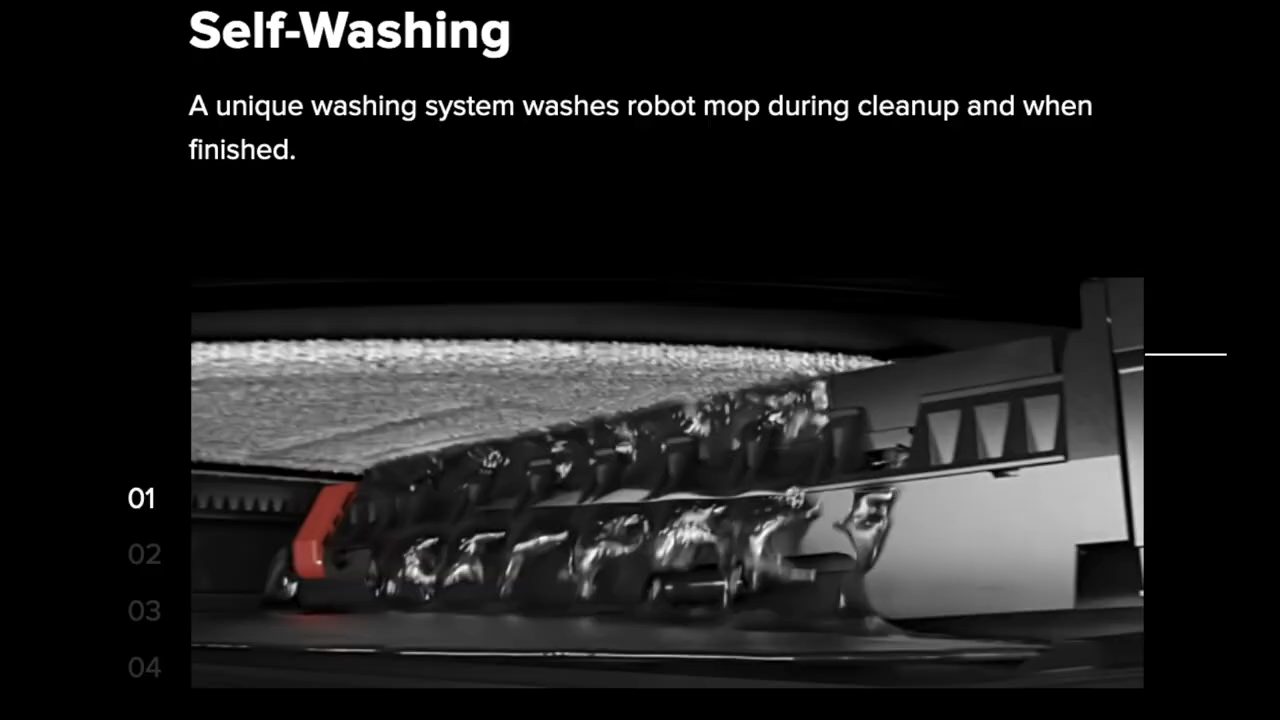 Self-Washing
A unique washing system washes robot mop during cleanup and when
finished.
01
02
03
04